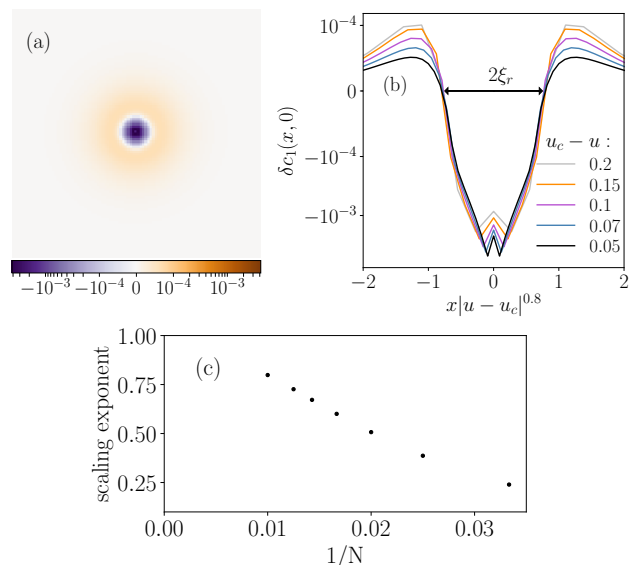 (a)
−10⁻³ −10⁻⁴ 0 10⁻⁴ 10⁻³
(b)
δc₁(x, 0)
10⁻⁴
0
−10⁻⁴
−10⁻³
2ξᵣ
u_c − u :
0.2
0.15
0.1
0.07
0.05
−2 −1 0 1 2
x|u − u_c|^0.8
(c)
scaling exponent
1.00
0.75
0.50
0.25
0.00 0.01 0.02 0.03
1/N